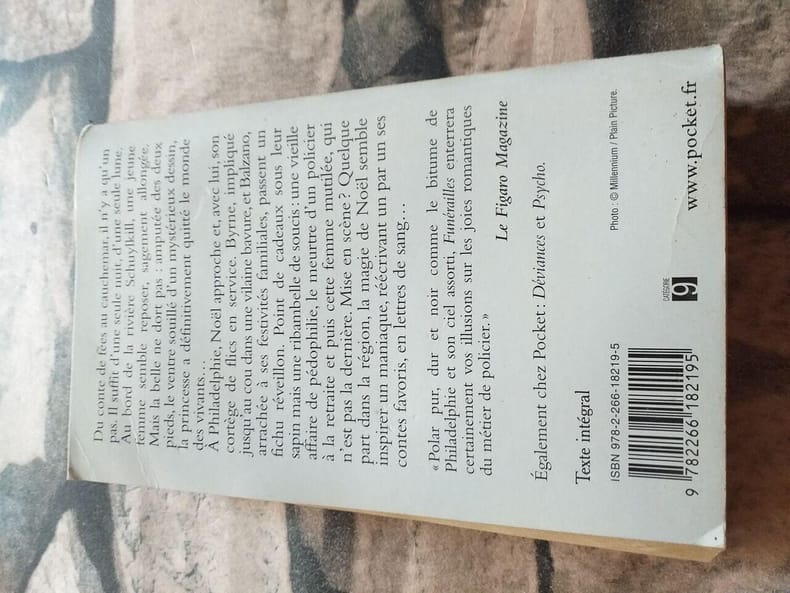 Du conte de fées au cauchemar, il n'y a qu'un
pas. Il suffit d'une seule nuit, d'une seule lune.
Au bord de la rivière Schuylkill, une jeune
femme semble reposer, sagement allongée.
Mais la belle ne dort pas : amputée des deux
pieds, le ventre souillé d'un mystérieux dessin,
la princesse a définitivement quitté le monde
des vivants…
À Philadelphie, Noël approche et, avec lui, son
cortège de flics en service. Byrne, impliqué
jusqu'au cou dans une vilaine bavure, et Balzano,
arrachée à ses festivités familiales, passent un
fichu réveillon. Point de cadeaux sous leur
sapin mais une ribambelle de soucis : une vieille
affaire de pédophilie, le meurtre d'un policier
à la retraite et puis cette femme mutilée, qui
n'est pas la dernière. Mise en scène ? Quelque
part dans la région, la magie de Noël semble
inspirer un maniaque, réécrivant un par un ses
contes favoris, en lettres de sang…
« Polar pur, dur et noir comme le bitume de
Philadelphie et son ciel assorti, Funérailles enterrera
certainement vos illusions sur les joies romantiques
du métier de policier. »
Le Figaro Magazine
Également chez Pocket : Déviances et Psycho.
Texte intégral
ISBN 978-2-266-18219-5
9 782266 182195
CATÉGORIE
9
Photo : © Millennium / Plain Picture.
www.pocket.fr